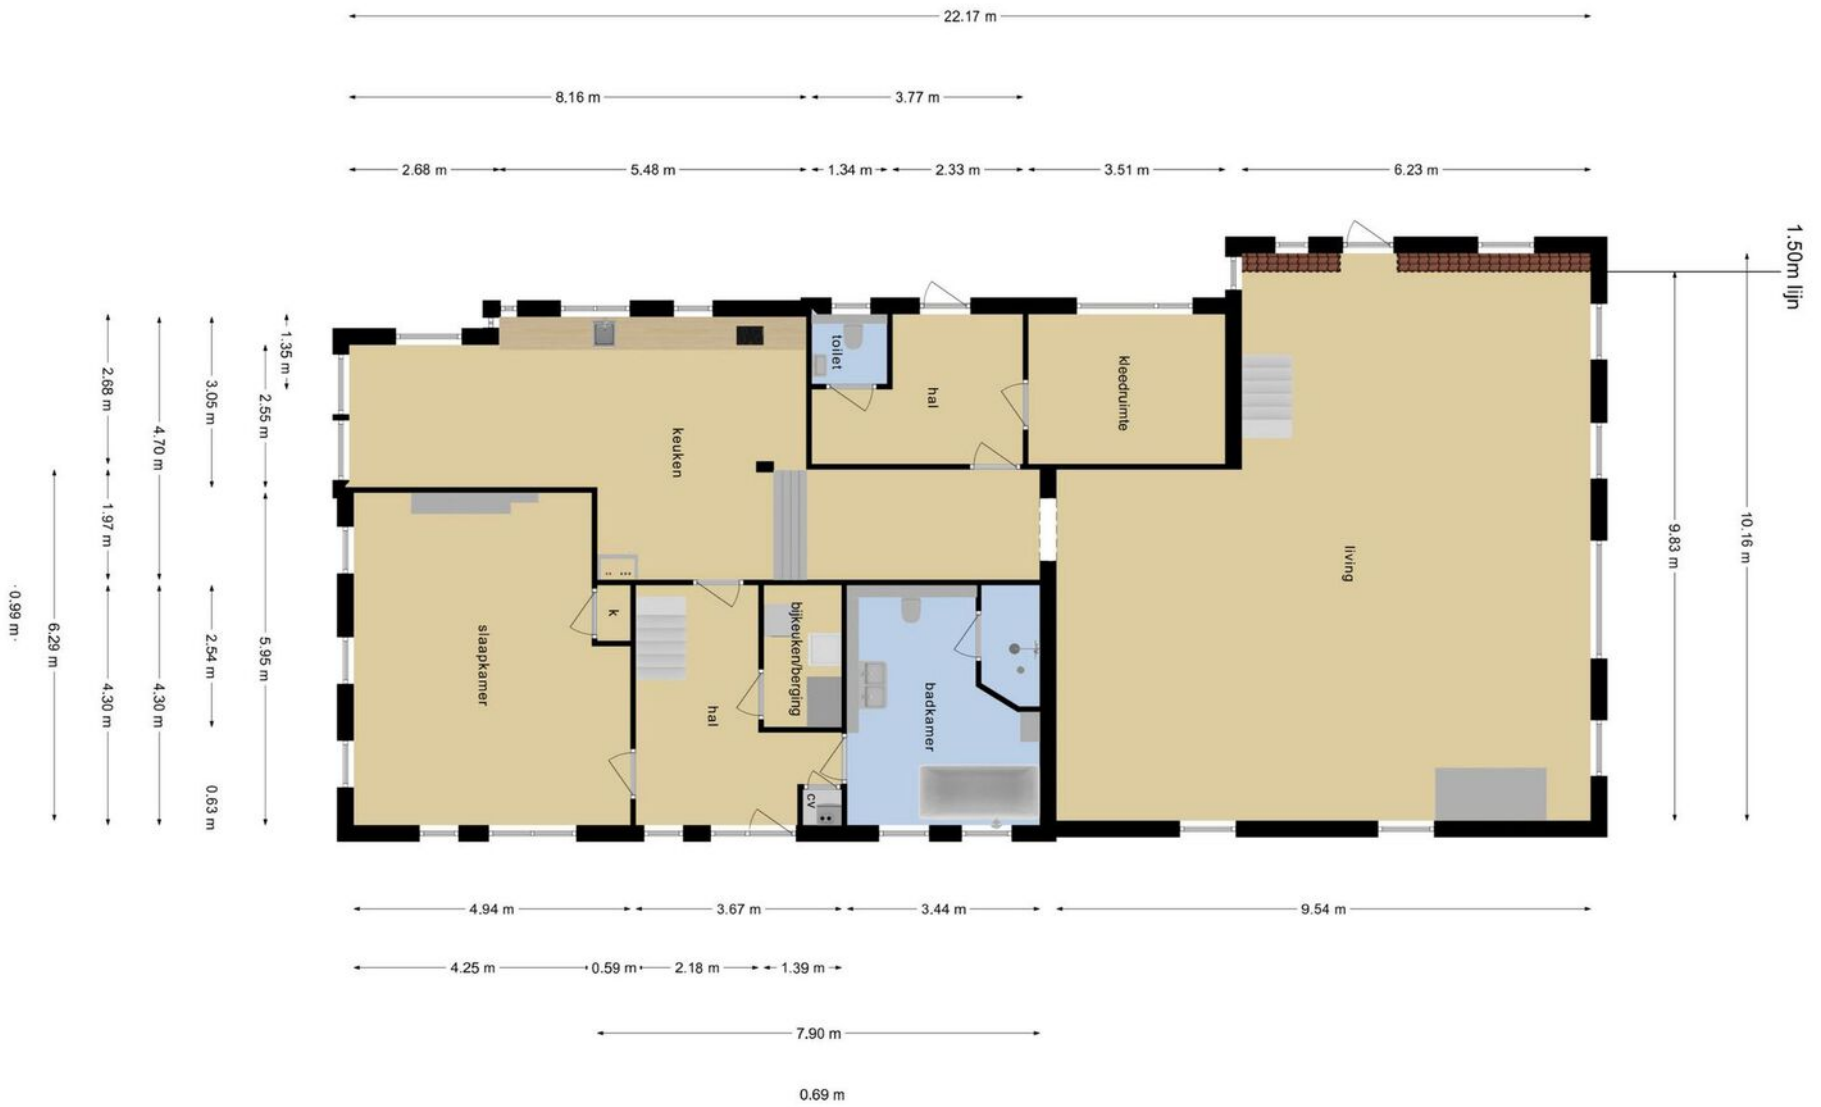 22.17 m
8.16 m
3.77 m
2.68 m
5.48 m
1.34 m
2.33 m
3.51 m
6.23 m
1.50m lijn
1.35 m
2.68 m
4.70 m
3.05 m
2.55 m
toilet
hal
kleedruimte
keuken
living
9.83 m
10.16 m
1.97 m
0.99 m
6.29 m
4.30 m
4.30 m
2.54 m
5.95 m
0.63 m
k
slaapkamer
hal
bijkeuken/berging
badkamer
cv
4.94 m
3.67 m
3.44 m
9.54 m
4.25 m
0.59 m
2.18 m
1.39 m
7.90 m
0.69 m